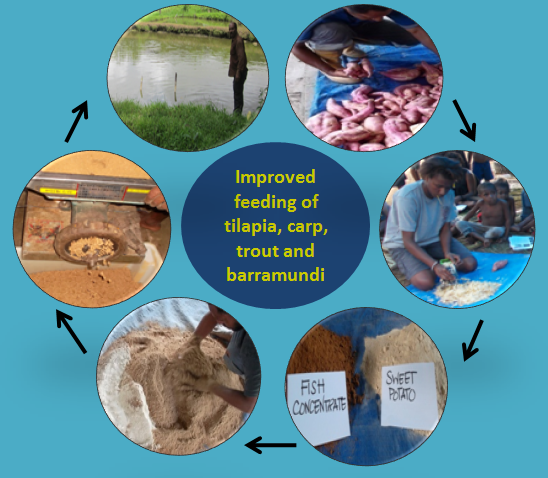 Improved
feeding of
tilapia, carp,
trout and
barramundi
FISH
CONCENTRATE
SWEET
POTATO